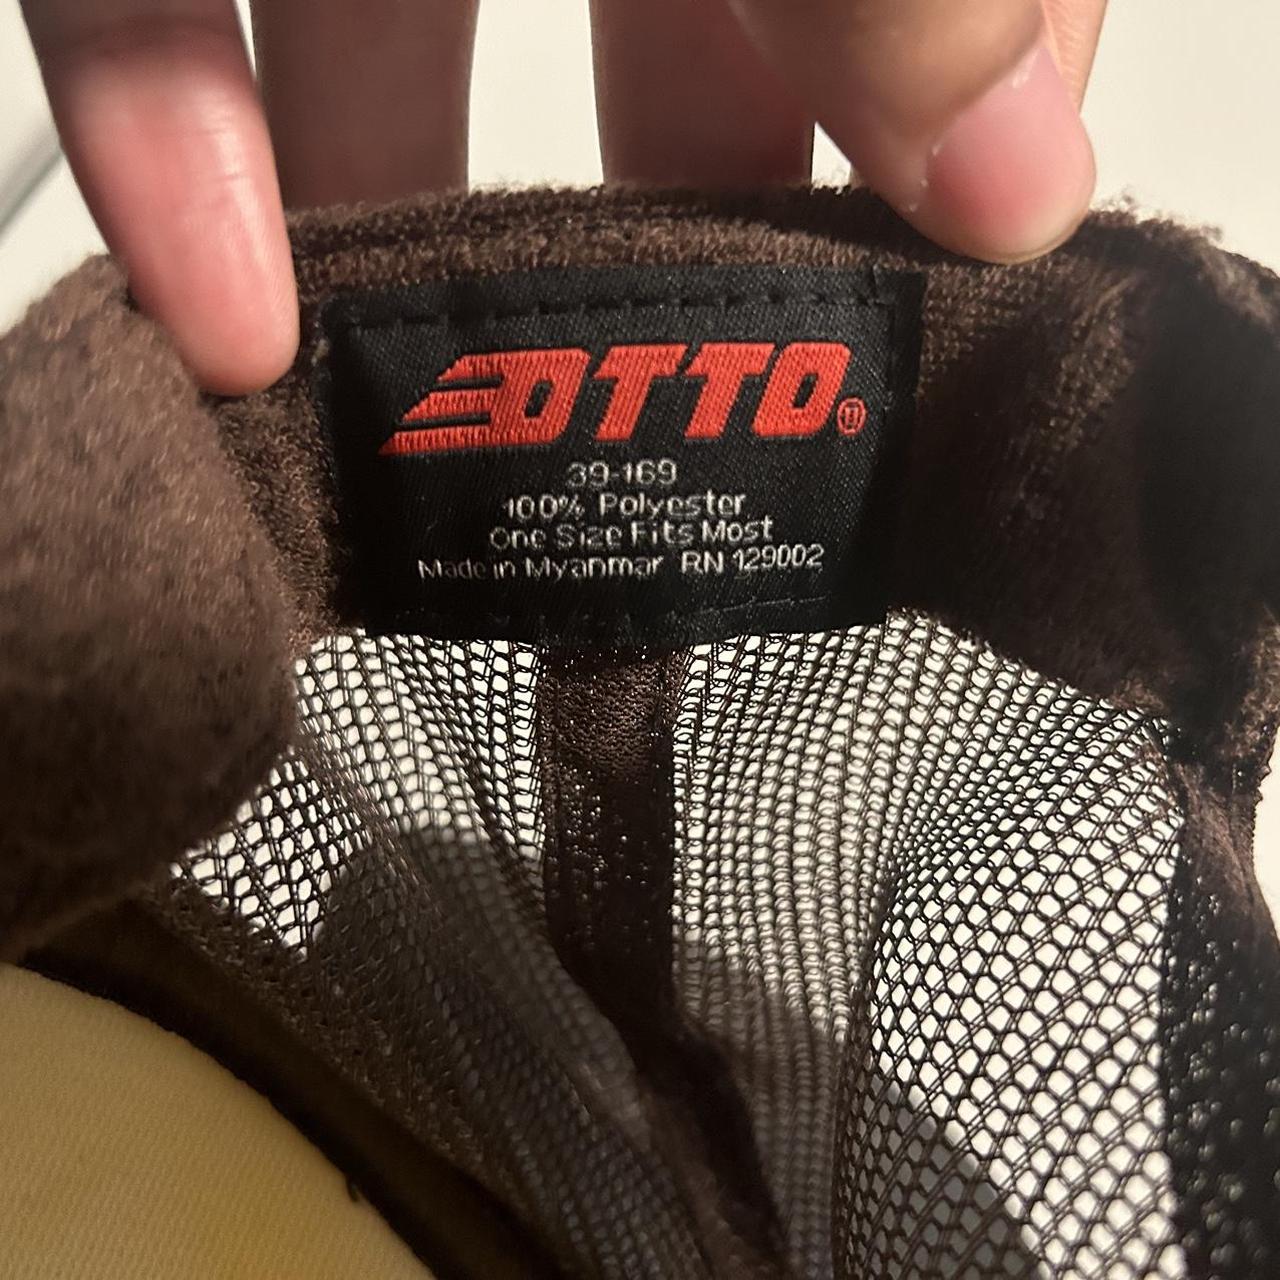 OTTO®
39-169
100% Polyester
One Size Fits Most
Made in Myanmar RN 129002